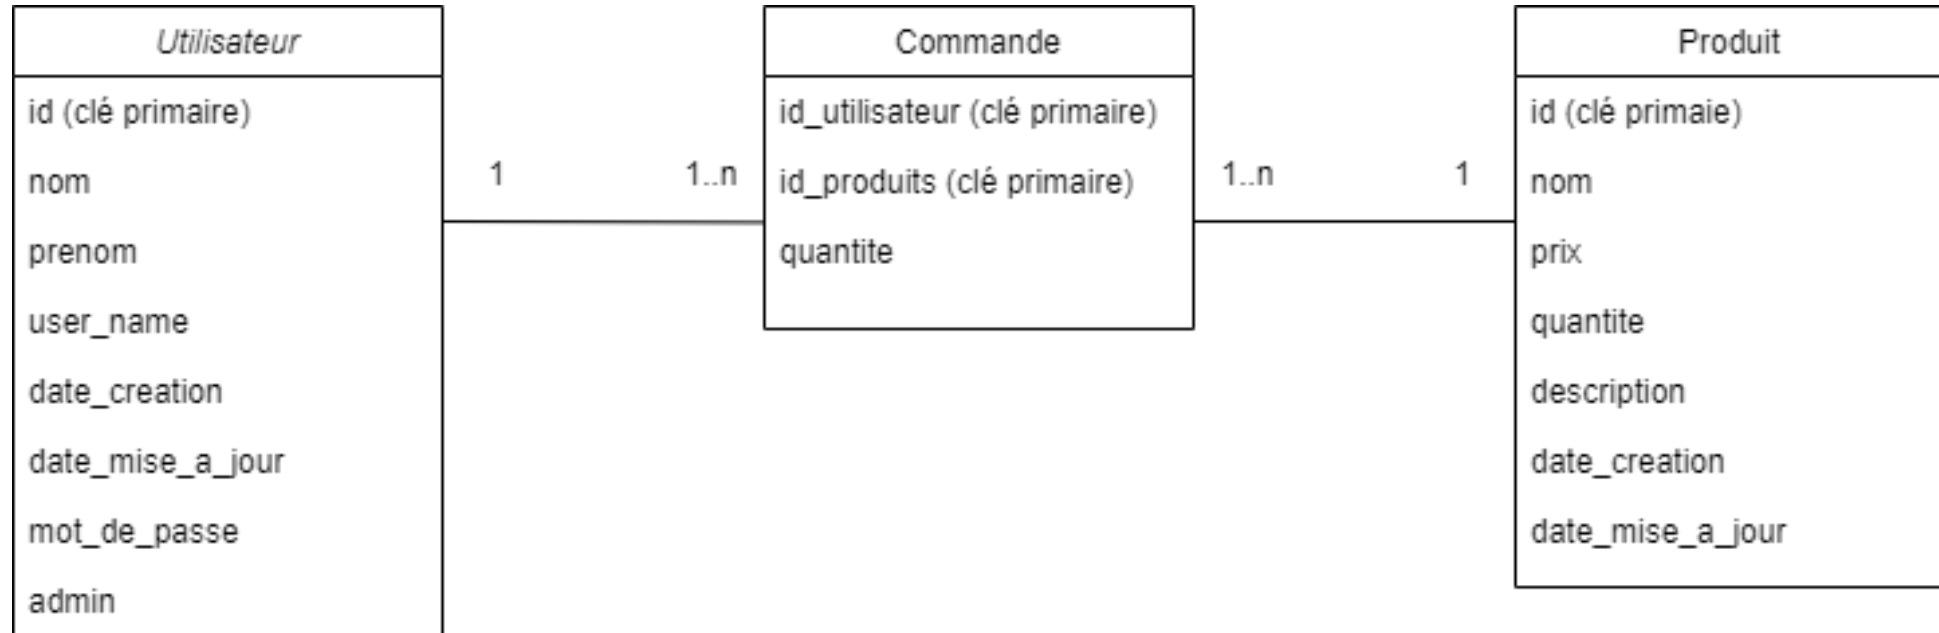 Utilisateur
id (clé primaire)
nom
prenom
user_name
date_creation
date_mise_a_jour
mot_de_passe
admin
1
1..n
Commande
id_utilisateur (clé primaire)
id_produits (clé primaire)
quantite
1..n
1
Produit
id (clé primaie)
nom
prix
quantite
description
date_creation
date_mise_a_jour